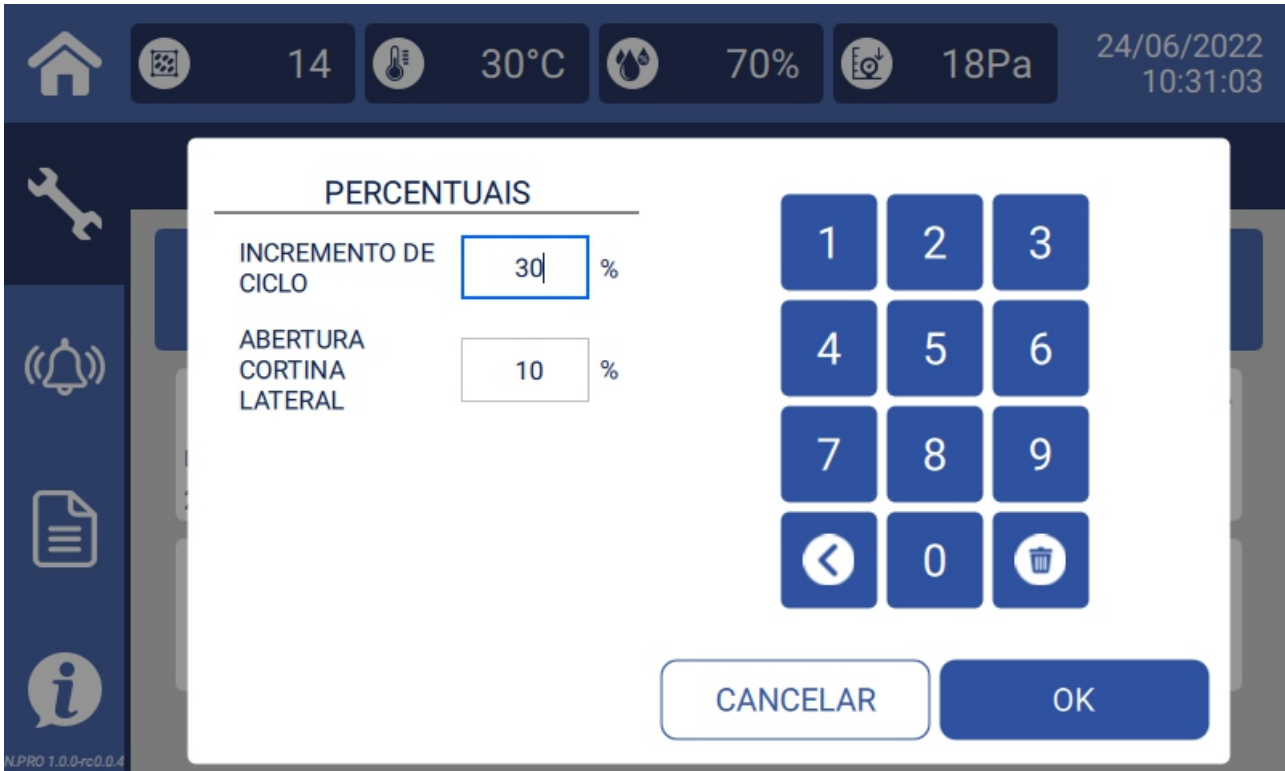 14
30°C
70%
18Pa
24/06/2022
10:31:03
PERCENTUAIS
INCREMENTO DE
CICLO
30
%
ABERTURA
CORTINA
LATERAL
10
%
1 2 3
4 5 6
7 8 9
0
CANCELAR
OK
N.PRO 1.0.0-rc0.0.4